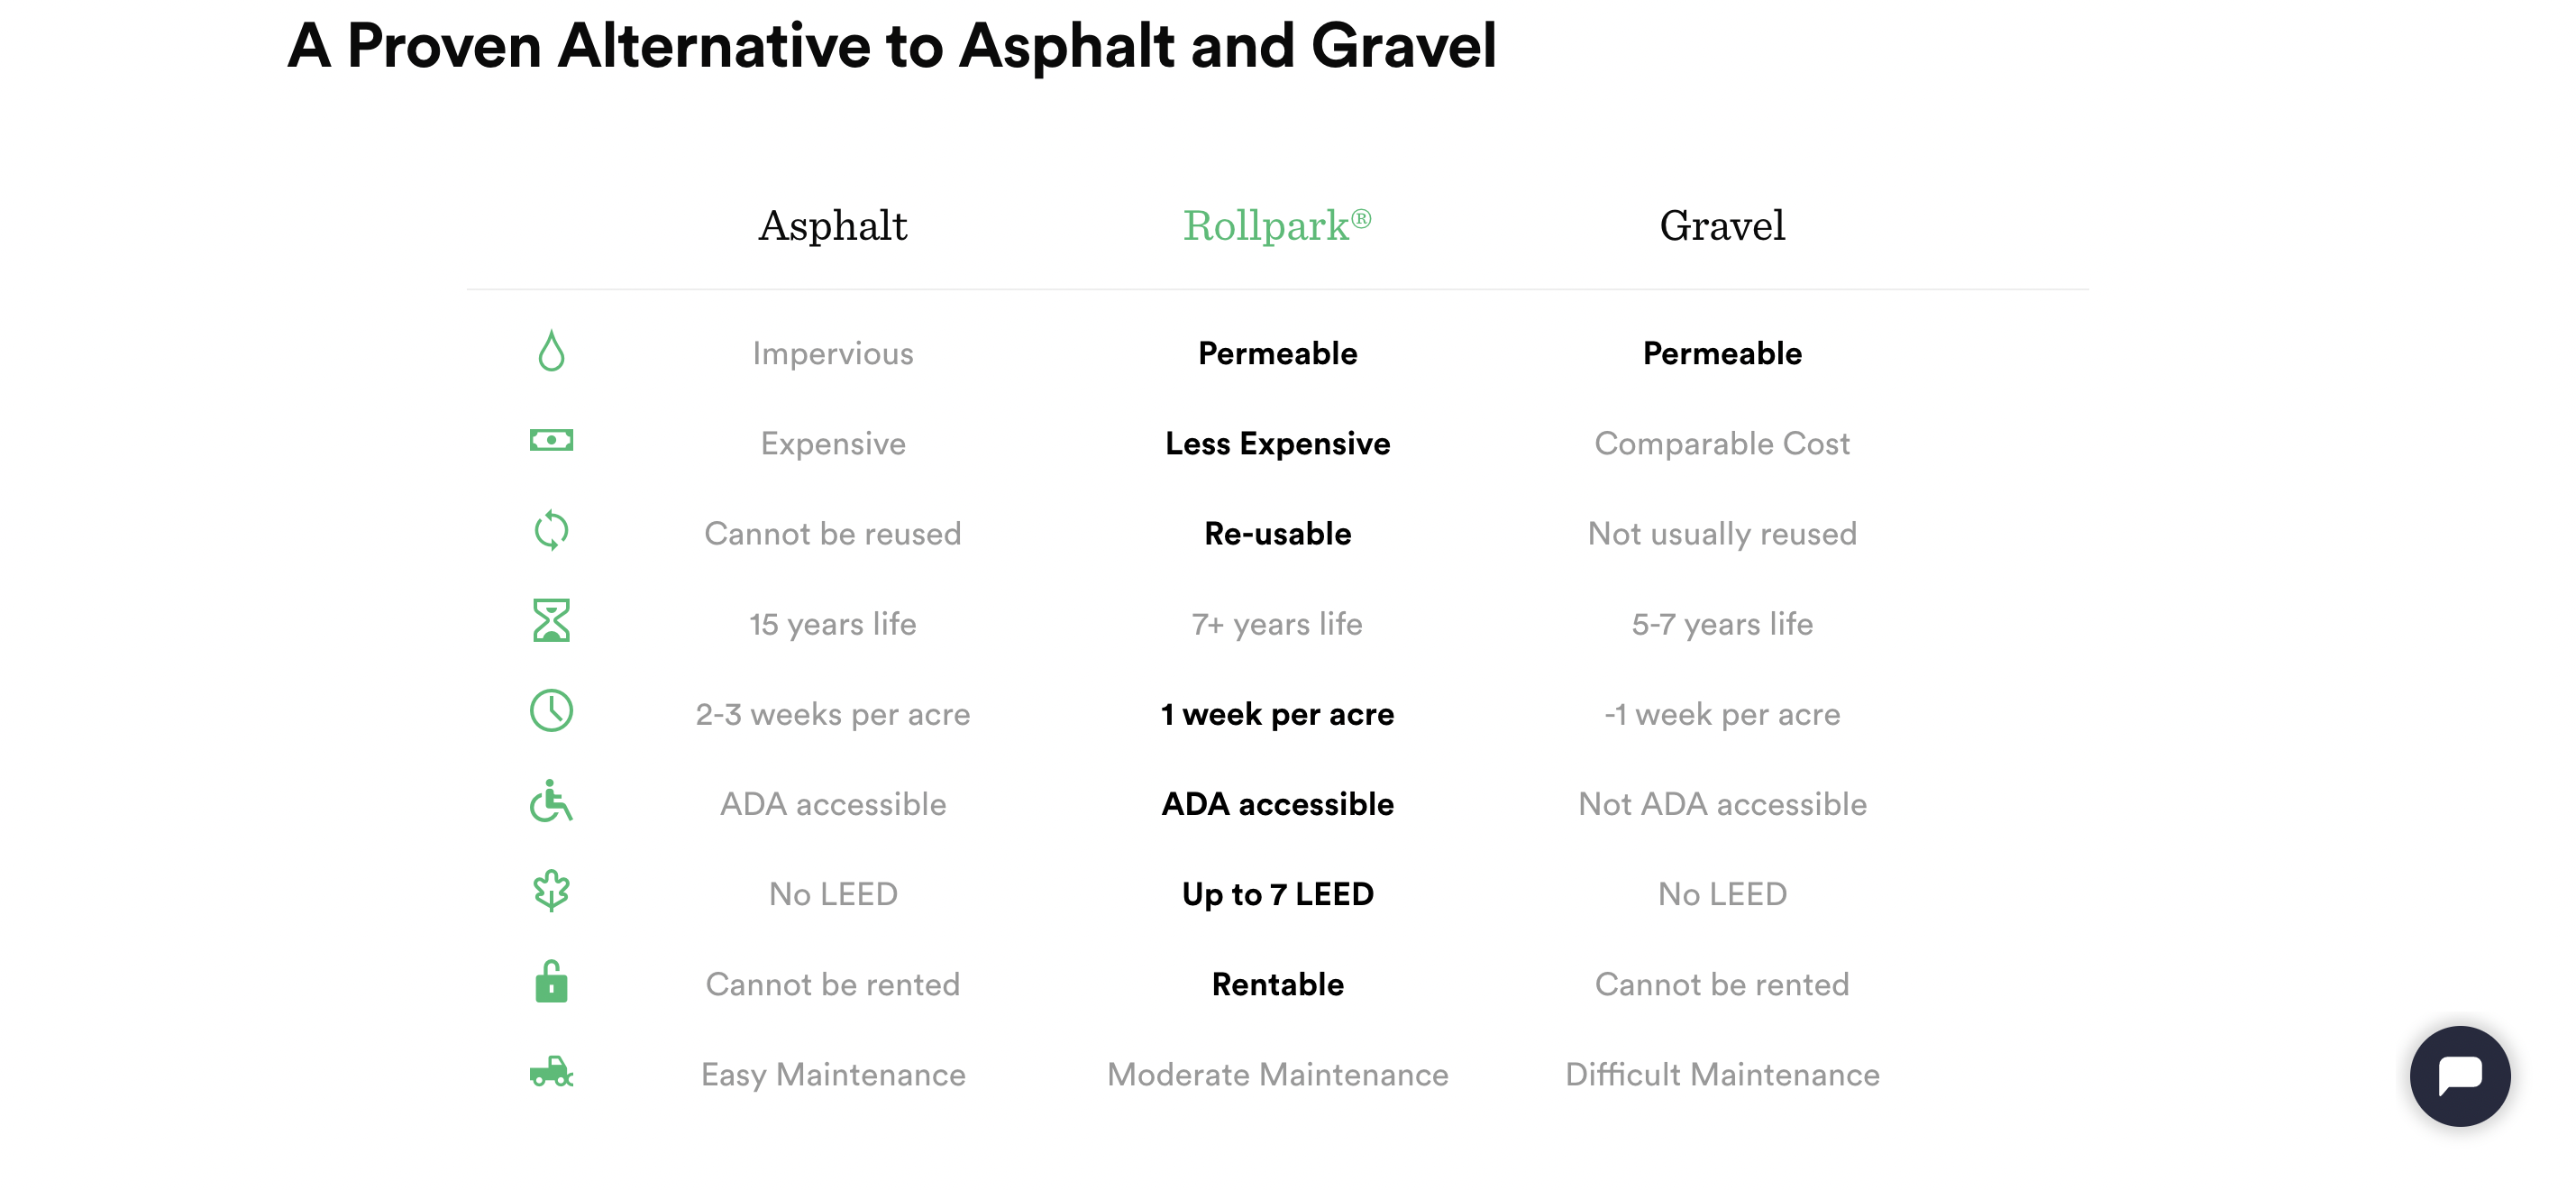 A Proven Alternative to Asphalt and Gravel
Asphalt Rollpark® Gravel
Impervious Permeable Permeable
Expensive Less Expensive Comparable Cost
Cannot be reused Re-usable Not usually reused
15 years life 7+ years life 5-7 years life
2-3 weeks per acre 1 week per acre -1 week per acre
ADA accessible ADA accessible Not ADA accessible
No LEED Up to 7 LEED No LEED
Cannot be rented Rentable Cannot be rented
Easy Maintenance Moderate Maintenance Difficult Maintenance